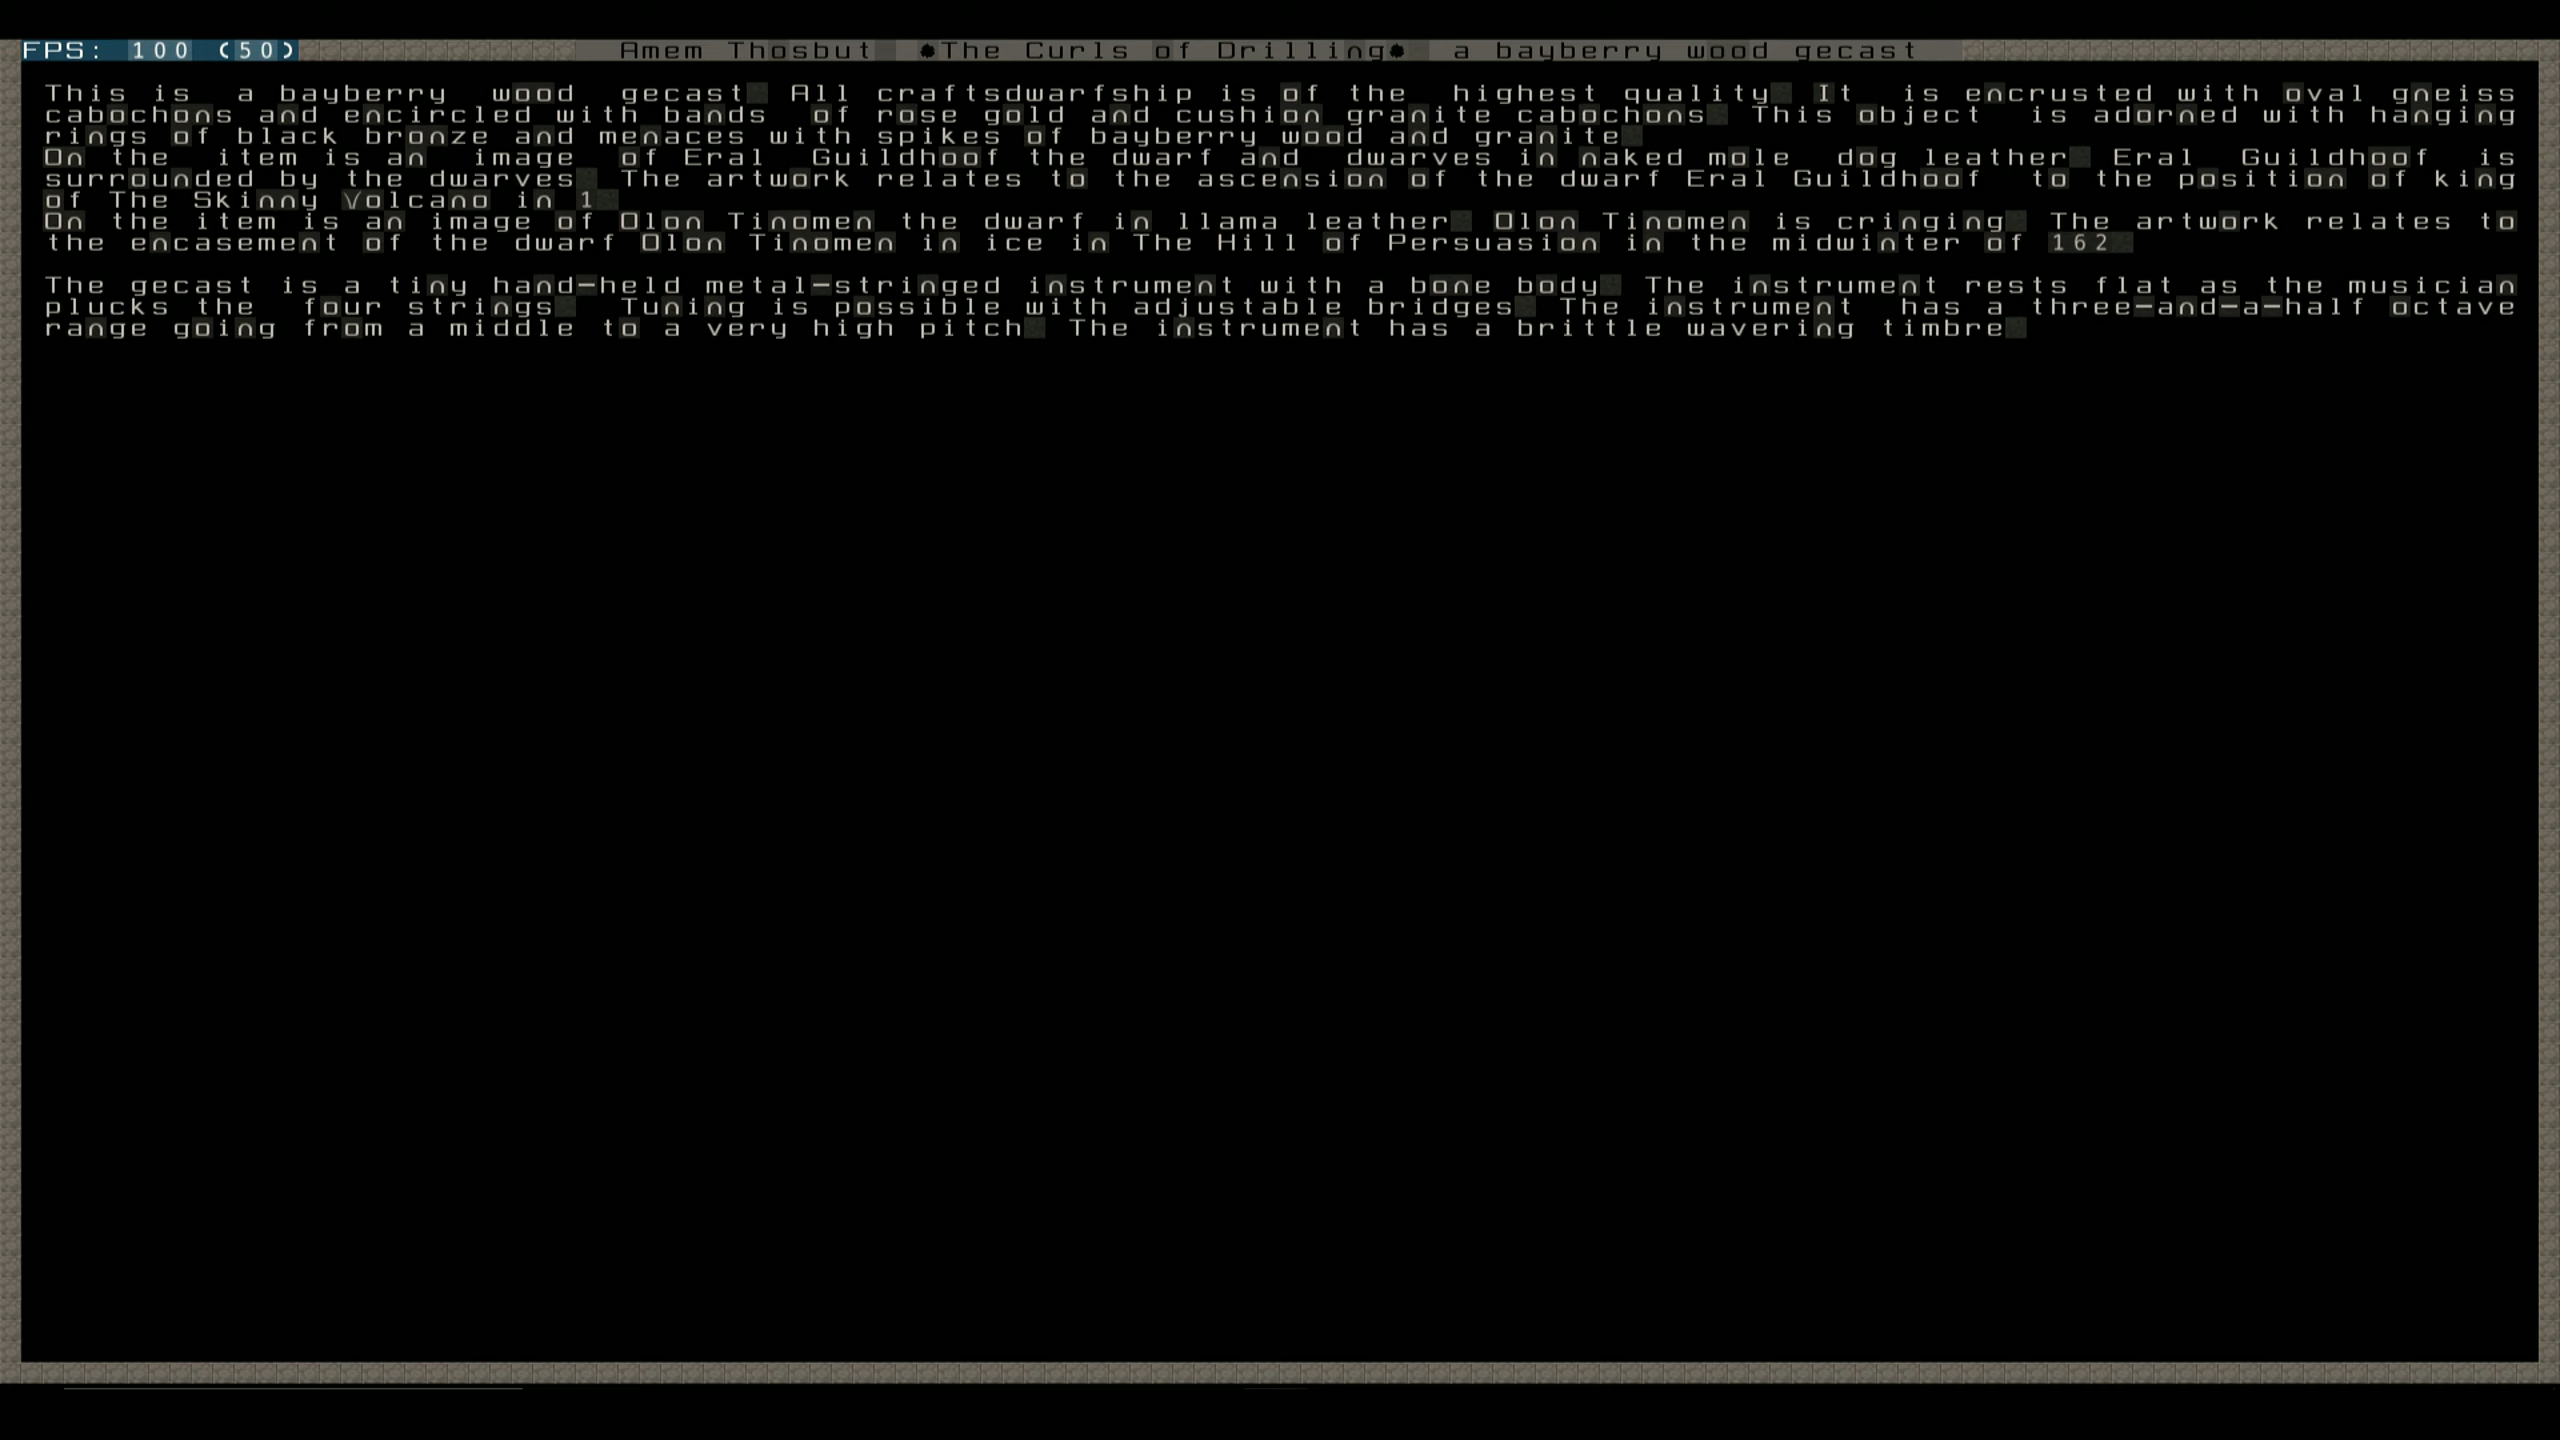 FPS: 100 (50) Amem Thosbut "The Curls of Drilling" a bayberry wood gecast
This is a bayberry wood gecast All craftsdwarfship is of the highest quality It is encrusted with oval gneiss
cabochons and encircled with bands of rose gold and cushion granite cabochons This object is adorned with hanging
rings of black bronze and menaces with spikes of bayberry wood and granite
On the item is an image of Eral Guildhoof the dwarf and dwarves in naked mole dog leather Eral Guildhoof is
surrounded by the dwarves The artwork relates to the ascension of the dwarf Eral Guildhoof to the position of king
of The Skinny Volcano in 1
On the item is an image of Olon Tinomen the dwarf in llama leather Olon Tinomen is cringing The artwork relates to
the encasement of the dwarf Olon Tinomen in ice in The Hill of Persuasion in the midwinter of 162
The gecast is a tiny hand-held metal-stringed instrument with a bone body The instrument rests flat as the musician
plucks the four strings Tuning is possible with adjustable bridges The instrument has a three-and-a-half octave
range going from a middle to a very high pitch The instrument has a brittle wavering timbre